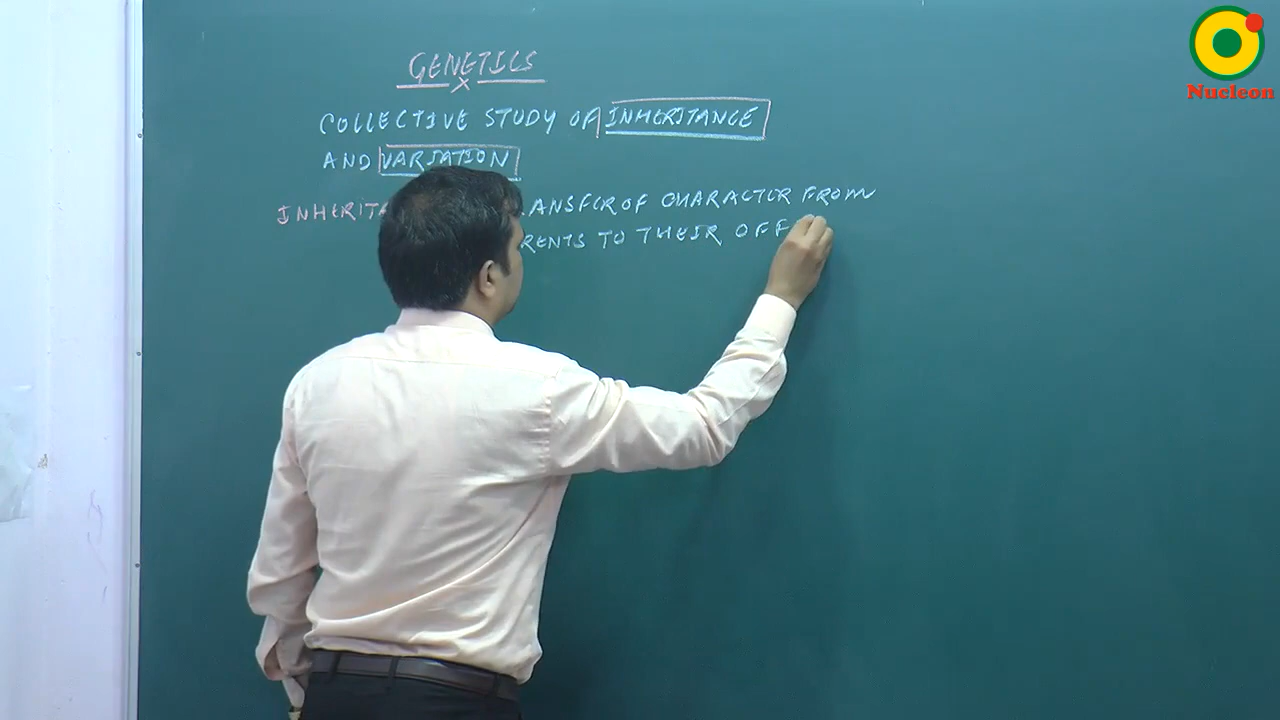 GENETICS
COLLECTIVE STUDY OF INHERITANCE
AND VARIATION
INHERITA ANSFER OF CHARACTER FROM
RENTS TO THEIR OFF
Nucleon